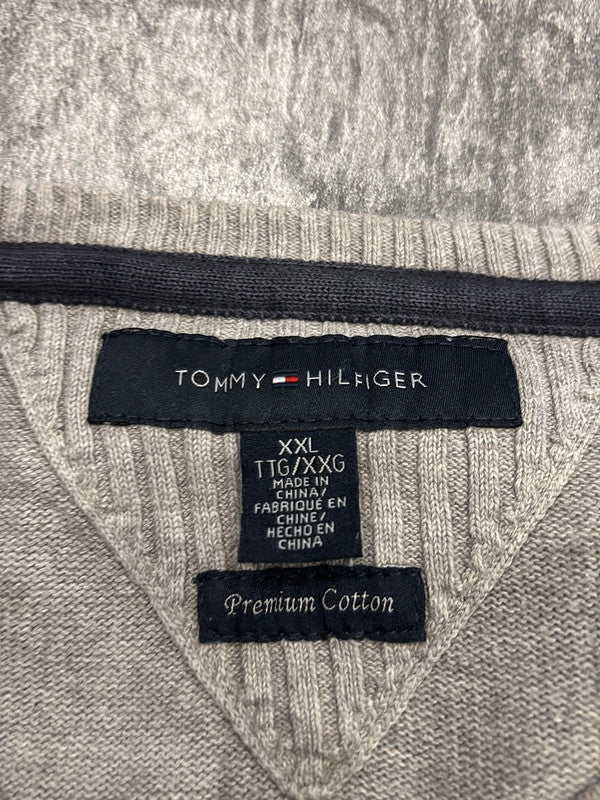 TOMMY HILFIGER
XXL
TTG/XXG
MADE IN
CHINA/
FABRIQUÉ EN
CHINE/
HECHO EN
CHINA
Premium Cotton